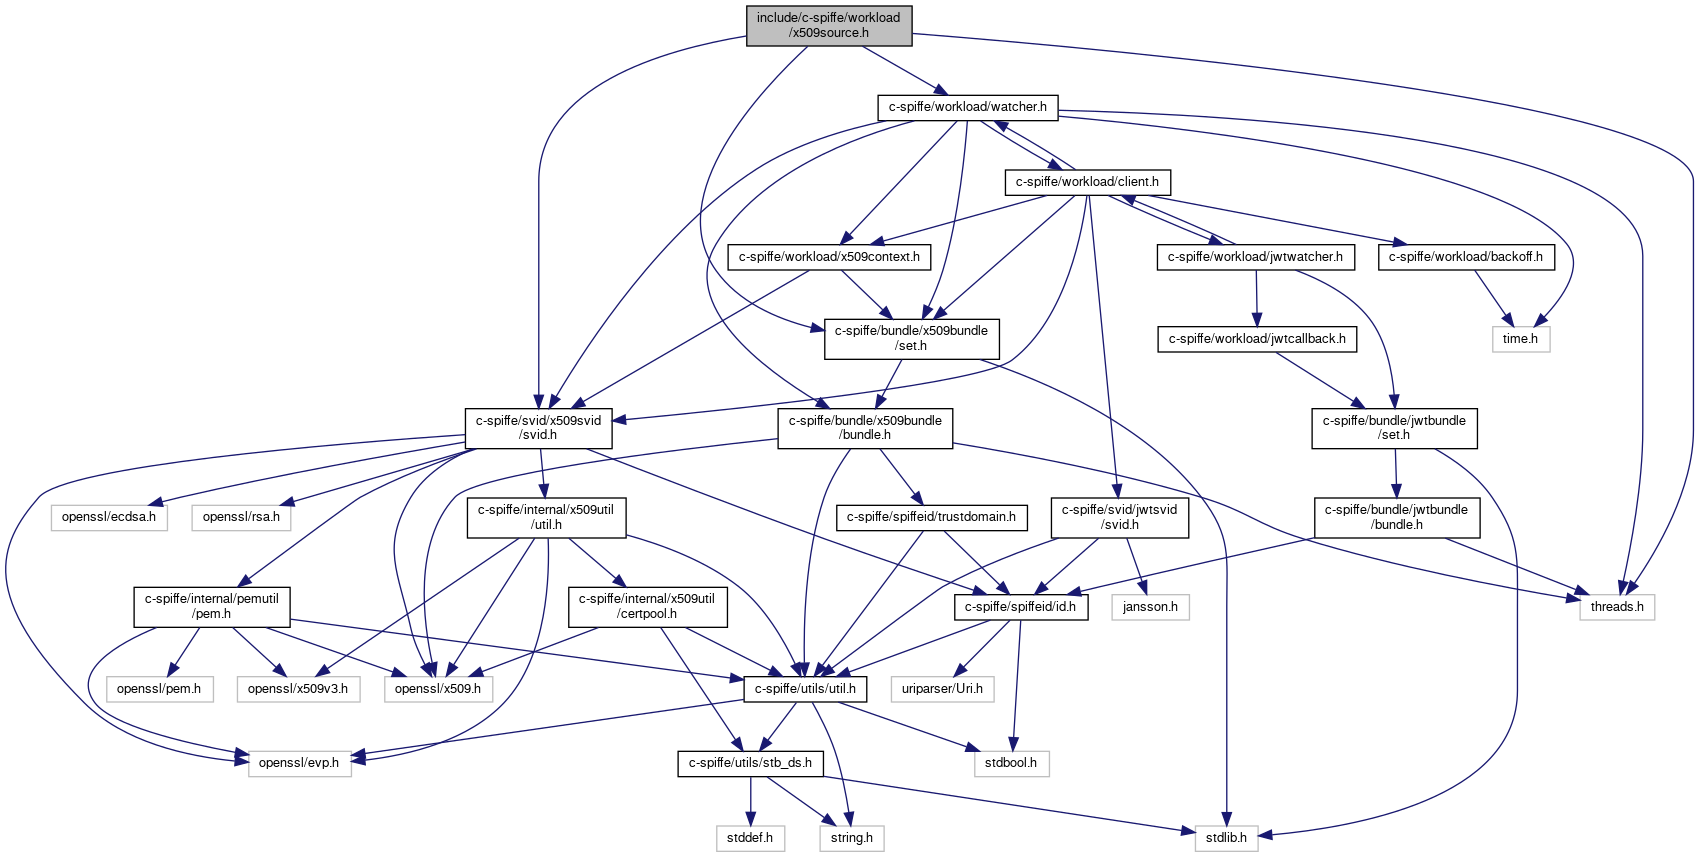 include/c-spiffe/workload
/x509source.h
c-spiffe/workload/watcher.h
c-spiffe/workload/client.h
c-spiffe/workload/x509context.h
c-spiffe/workload/jwtwatcher.h
c-spiffe/workload/backoff.h
c-spiffe/bundle/x509bundle
/set.h
c-spiffe/workload/jwtcallback.h
time.h
c-spiffe/svid/x509svid
/svid.h
c-spiffe/bundle/x509bundle
/bundle.h
c-spiffe/bundle/jwtbundle
/set.h
openssl/ecdsa.h
openssl/rsa.h
c-spiffe/internal/x509util
/util.h
c-spiffe/spiffeid/trustdomain.h
c-spiffe/svid/jwtsvid
/svid.h
c-spiffe/bundle/jwtbundle
/bundle.h
c-spiffe/internal/pemutil
/pem.h
c-spiffe/internal/x509util
/certpool.h
c-spiffe/spiffeid/id.h
jansson.h
threads.h
openssl/pem.h
openssl/x509v3.h
openssl/x509.h
c-spiffe/utils/util.h
uriparser/Uri.h
openssl/evp.h
c-spiffe/utils/stb_ds.h
stdbool.h
stddef.h
string.h
stdlib.h